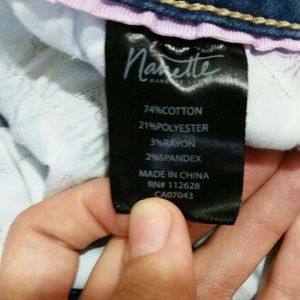 Nanette
74%COTTON
21%POLYESTER
3%RAYON
2%SPANDEX
MADE IN CHINA
RN# 112628
CA07043